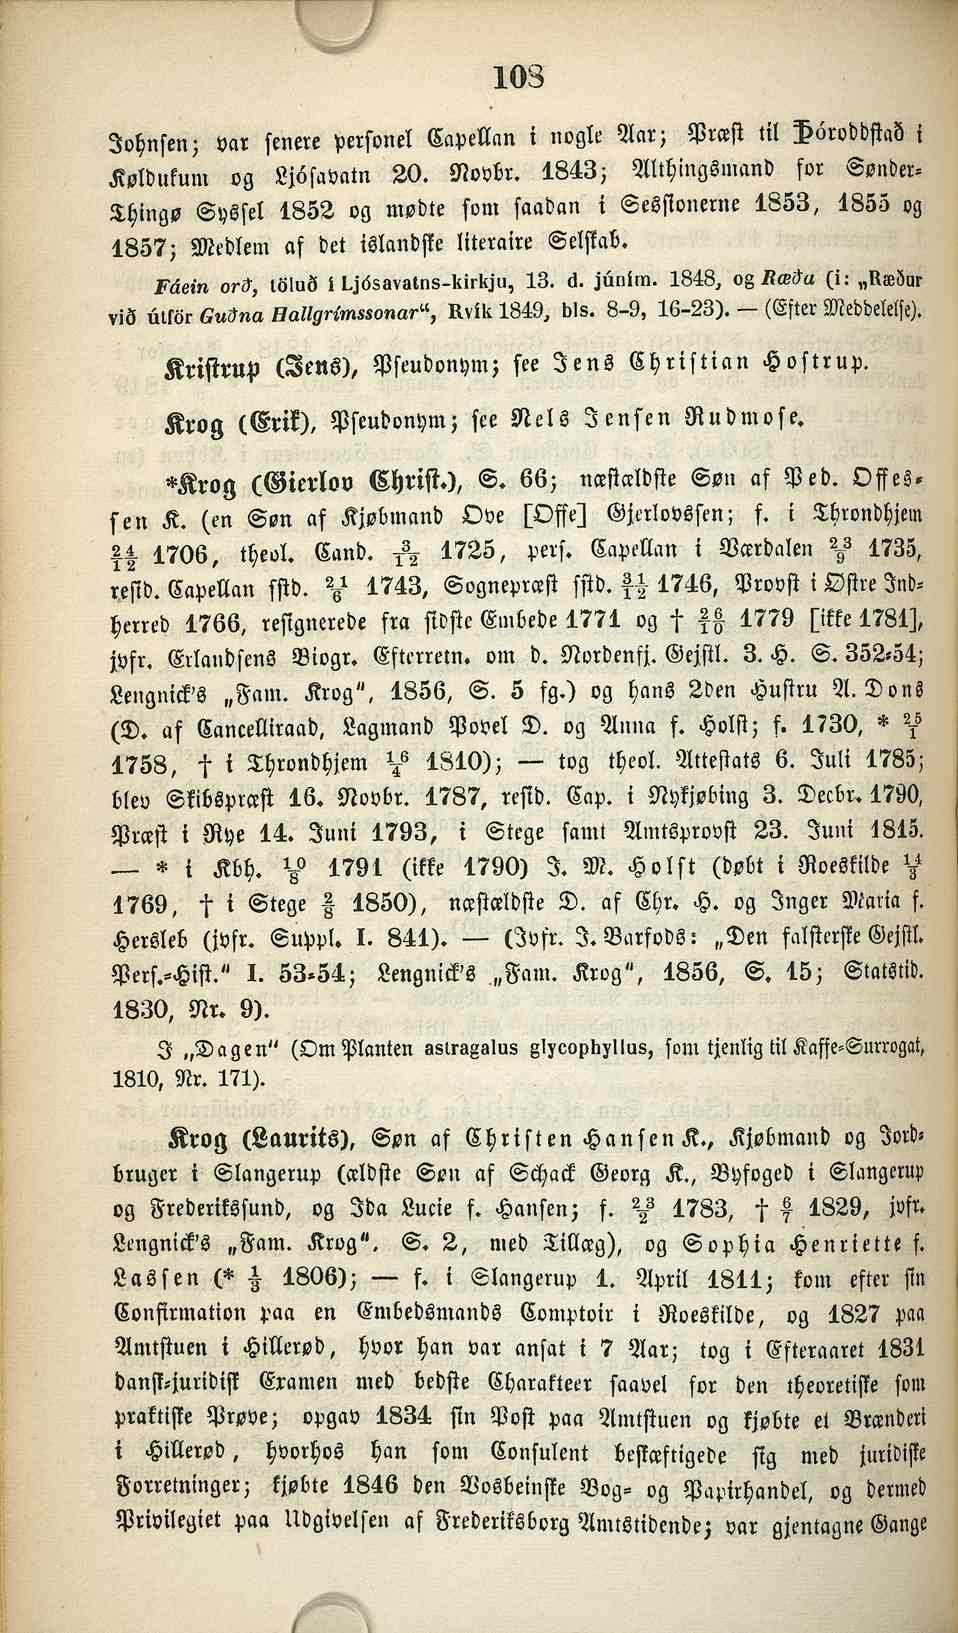 108
Johnsen; var senere personel Capellan i nogle Aar; Præst til Þóroddstað i
Køldukum og Ljósavatn 20. Novbr. 1843; Althingsmand for Sønder-
Thingø Syssel 1852 og mødte som saadan i Sessionerne 1853, 1855 og
1857; Medlem af det islandske literaire Selskab.
Fáein orð, töluð í Ljósavatns-kirkju, 13. d. júním. 1848, og Ræða (i: „Ræður
við útför Guðna Hallgrímssonar“, Rvík 1849, bls. 8-9, 16-23). — (Efter Meddelelse).
Kristrup (Jens), Pseudonym; see Jens Christian Hostrup.
Krog (Erik), Pseudonym; see Nels Jensen Rudmose.
*Krog (Gierlov Christ.), S. 66; næstældste Søn af Ped. Offes-
sen K. (en Søn af Kjøbmand Ove [Offe] Gjerlovssen; f. i Throndhjem
24/12 1706, theol. Cand. 3/12 1725, pers. Capellan i Værdalen 23/9 1735,
resid. Capellan sstd. 21/6 1743, Sognepræst sstd. 31/12 1746, Provst i Østre Ind-
herred 1766, resignerede fra sidste Embede 1771 og † 26/10 1779 [ikke 1781],
jvfr. Erlandsens Biogr. Efterretn. om d. Nordenfj. Gejstl. 3. H. S. 352-54;
Lengnick's „Fam. Krog“, 1856, S. 5 fg.) og hans 2den Hustru A. Dons
(D. af Cancelliraad, Lagmand Povel D. og Anna f. Holst; f. 1730, * 25/1
1758, † i Throndhjem 16/4 1810); — tog theol. Attestats 6. Juli 1785;
blev Skibspræst 16. Novbr. 1787, resid. Cap. i Nykjøbing 3. Decbr. 1790,
Præst i Rye 14. Juni 1793, i Stege samt Amtsprovst 23. Juni 1815.
— * i Kbh. 10/8 1791 (ikke 1790) J. M. Holst (døbt i Roeskilde 14/3
1769, † i Stege 2/8 1850), næstældste D. af Chr. H. og Inger Maria f.
Hersleb (jvfr. Suppl. I. 841). — (Jvfr. J. Barfods: „Den falsterske Gejstl.
Pers.-Hist.“ I. 53-54; Lengnick's „Fam. Krog“, 1856, S. 15; Statstid.
1830, Nr. 9).
I „Dagen“ (Om Planten astragalus glycophyllus, som tjenlig til Kaffe-Surrogat,
1810, Nr. 171).
Krog (Laurits), Søn af Christen Hansen K., Kjøbmand og Jord-
bruger i Slangerup (ældste Søn af Schack Georg K., Byfoged i Slangerup
og Frederikssund, og Ida Lucie f. Hansen; f. 23/2 1783, † 6/7 1829, jvfr.
Lengnick's „Fam. Krog“, S. 2, med Tillæg), og Sophia Henriette f.
Lassen (* 1/3 1806); — f. i Slangerup 1. April 1811; kom efter sin
Confirmation paa en Embedsmands Comptoir i Roeskilde, og 1827 paa
Amtstuen i Hillerød, hvor han var ansat i 7 Aar; tog i Efteraaret 1831
dansk-juridisk Examen med bedste Charakteer saavel for den theoretiske som
praktiske Prøve; opgav 1834 sin Post paa Amtstuen og kjøbte et Brænderi
i Hillerød, hvorhos han som Consulent beskæftigede sig med juridiske
Forretninger; kjøbte 1846 den Vosbeinske Bog- og Papirhandel, og dermed
Privilegiet paa Udgivelsen af Frederiksborg Amtstidende; var gjentagne Gange